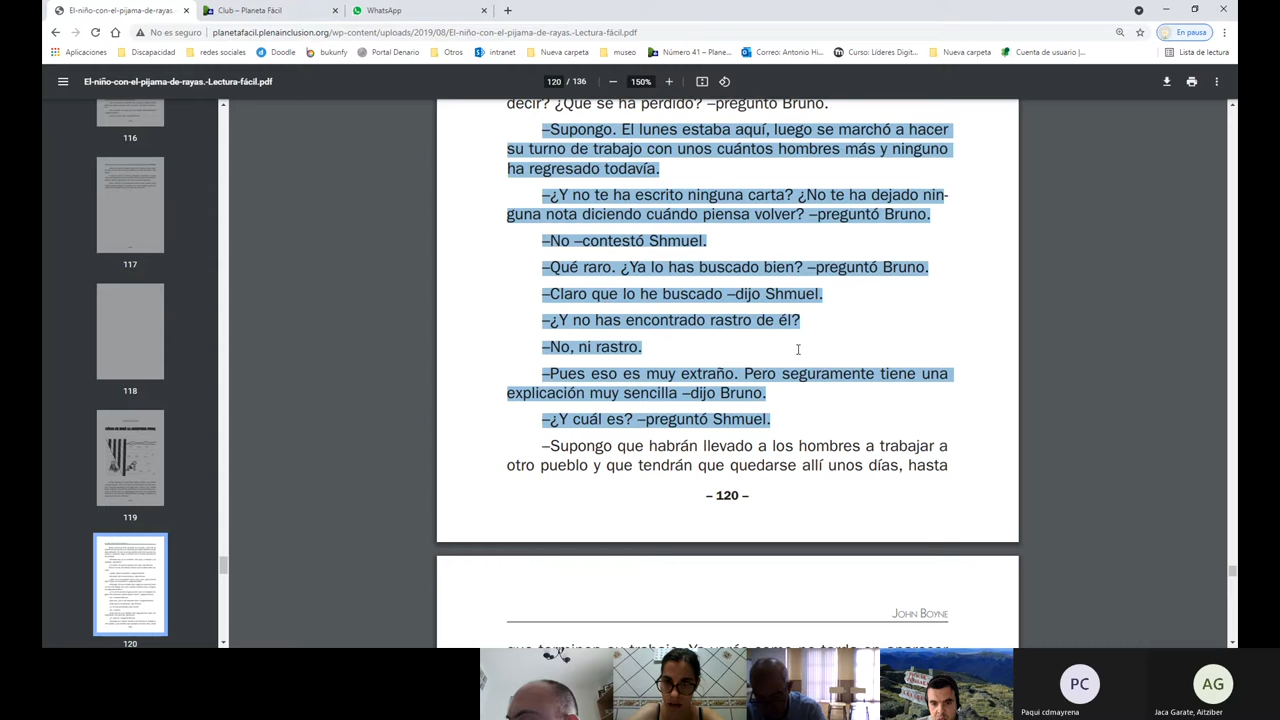 El-niño-con-el-pijama-de-rayas.-L
Club – Planeta Fácil
WhatsApp
No es seguro
planetafacil.plenainclusion.org/wp-content/uploads/2019/08/El-niño-con-el-pijama-de-rayas.-Lectura-fácil.pdf
En pausa
Aplicaciones
Discapacidad
redes sociales
Doodle
bukunfy
Portal Denario
Otros
intranet
Nueva carpeta
museo
Número 41 – Plane...
Correo: Antonio Hi...
Curso: Líderes Digit...
Nueva carpeta
Cuenta de usuario |...
Lista de lectura
El-niño-con-el-pijama-de-rayas.-Lectura-fácil.pdf
120 / 136
150%
116
117
118
119
120
decir? ¿Qué se ha perdido? –preguntó Bruno.
–Supongo. El lunes estaba aquí, luego se marchó a hacer
su turno de trabajo con unos cuántos hombres más y ninguno
ha regresado todavía.
–¿Y no te ha escrito ninguna carta? ¿No te ha dejado nin-
guna nota diciendo cuándo piensa volver? –preguntó Bruno.
–No –contestó Shmuel.
–Qué raro. ¿Ya lo has buscado bien? –preguntó Bruno.
–Claro que lo he buscado –dijo Shmuel.
–¿Y no has encontrado rastro de él?
–No, ni rastro.
–Pues eso es muy extraño. Pero seguramente tiene una
explicación muy sencilla –dijo Bruno.
–¿Y cuál es? –preguntó Shmuel.
–Supongo que habrán llevado a los hombres a trabajar a
otro pueblo y que tendrán que quedarse allí unos días, hasta
– 120 –
JOHN BOYNE
PC
AG
Paqui cdmayrena
Jaca Garate, Aitziber